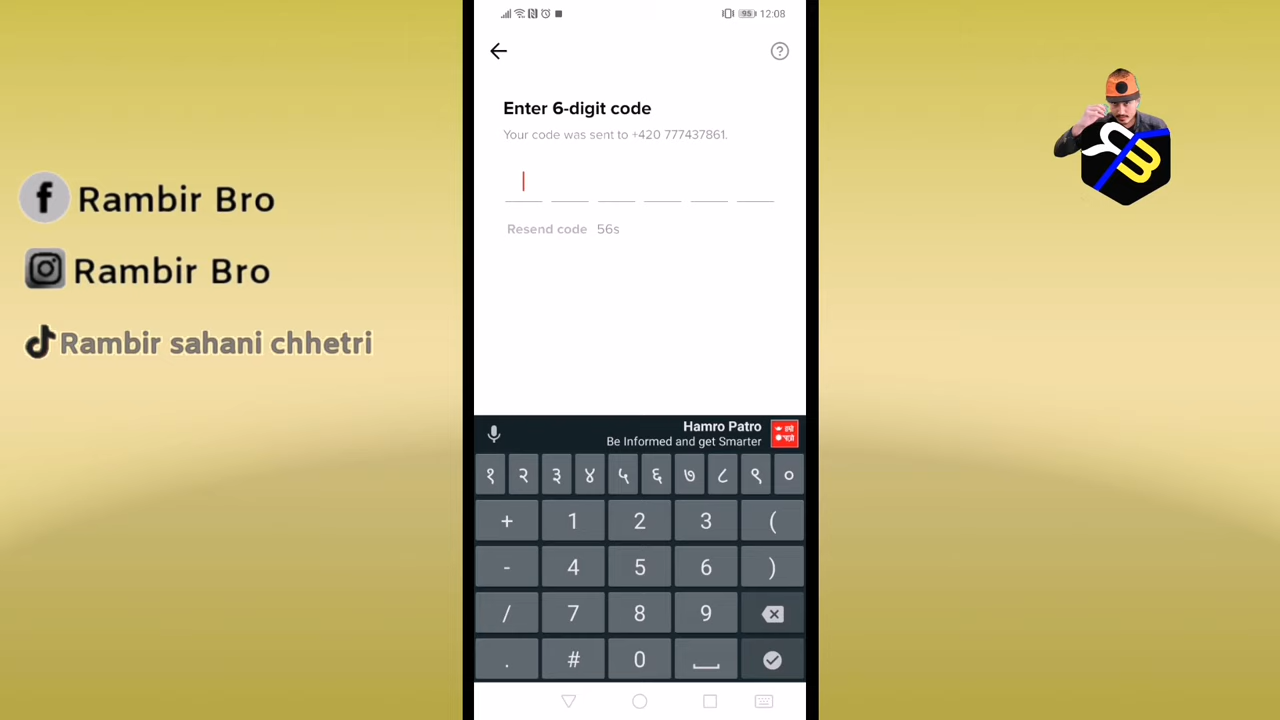 95 12:08
Enter 6-digit code
Your code was sent to +420 777437861.
Resend code 56s
f Rambir Bro
Rambir Bro
Rambir sahani chhetri
Hamro Patro
Be Informed and get Smarter
१ २ ३ ४ ५ ६ ७ ८ ९ ०
+ 1 2 3 (
- 4 5 6 )
/ 7 8 9
. # 0